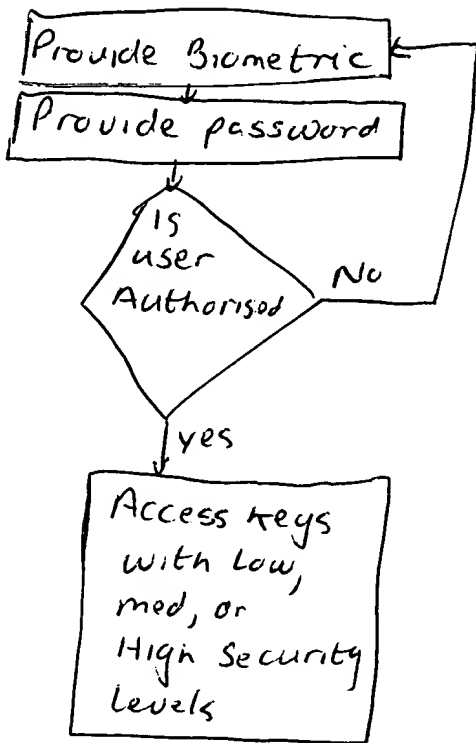 Provide Biometric
Provide password
Is
user
Authorised
No
yes
Access keys
with Low,
med, or
High Security
Levels